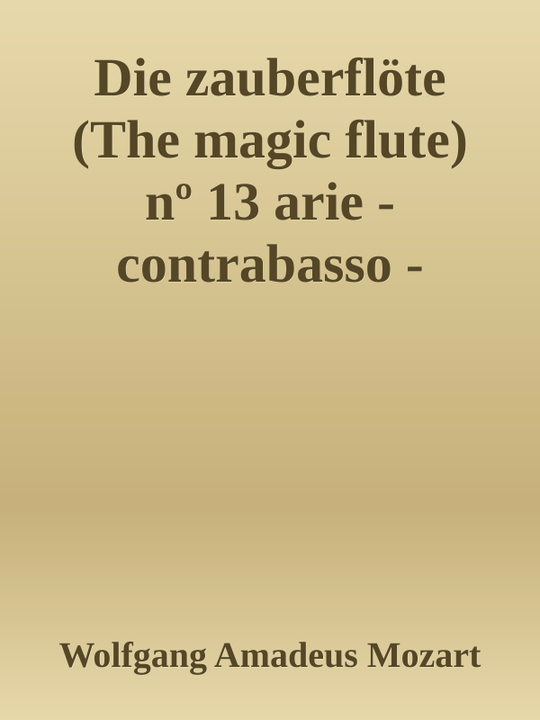 Die zauberflöte
(The magic flute)
nº 13 arie -
contrabasso -
Wolfgang Amadeus Mozart